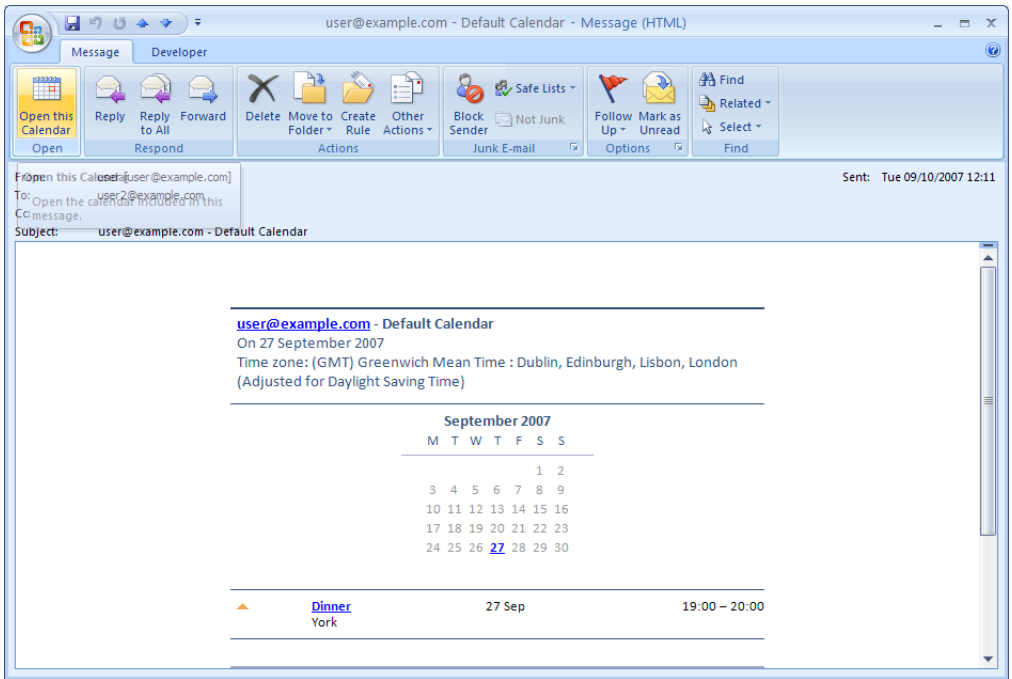 user@example.com - Default Calendar - Message (HTML)
Message Developer
Open this Calendar
Reply
Reply to All
Forward
Delete
Move to Folder
Create Rule
Other Actions
Block Sender
Safe Lists
Not Junk
Follow Up
Mark as Unread
Find
Related
Select
Open Respond Actions Junk E-mail Options Find
From: user [user@example.com]
Open this Calendar
Sent: Tue 09/10/2007 12:11
To: user2@example.com
Open the calendar included in this
Cc:
message.
Subject: user@example.com - Default Calendar
user@example.com - Default Calendar
On 27 September 2007
Time zone: (GMT) Greenwich Mean Time : Dublin, Edinburgh, Lisbon, London
(Adjusted for Daylight Saving Time)
September 2007
M T W T F S S
1 2
3 4 5 6 7 8 9
10 11 12 13 14 15 16
17 18 19 20 21 22 23
24 25 26 27 28 29 30
Dinner 27 Sep 19:00 – 20:00
York